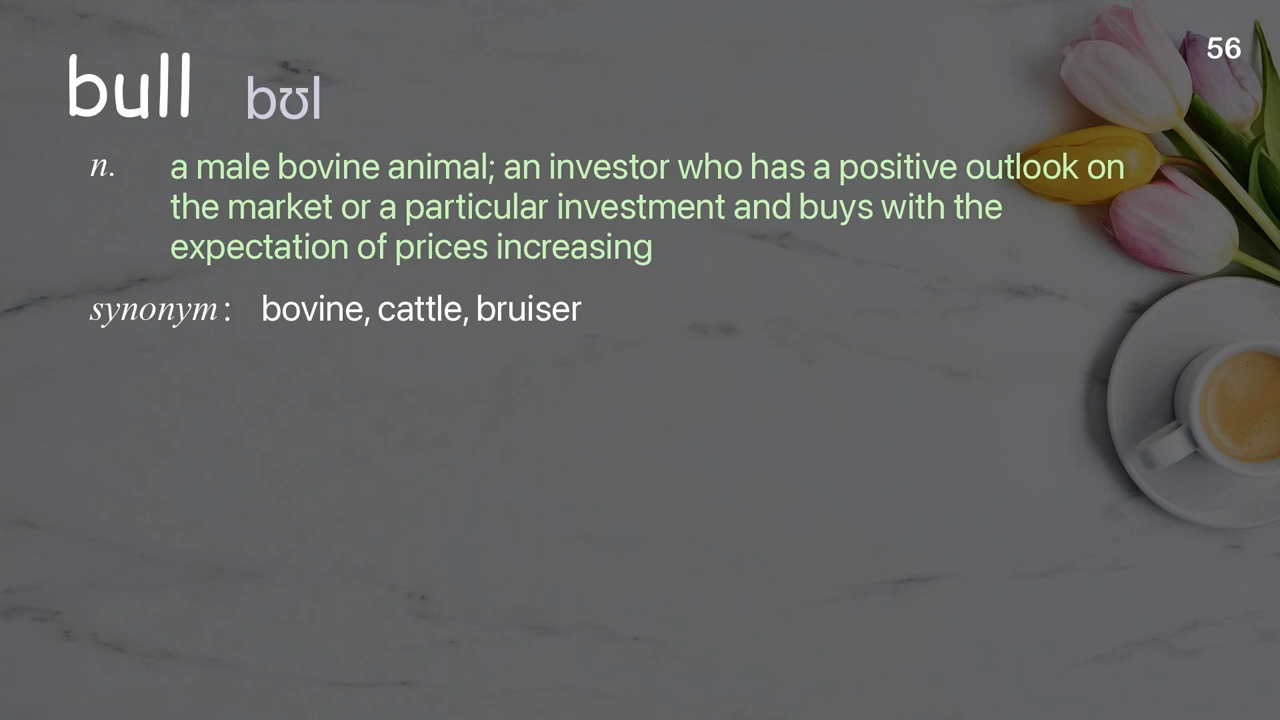 56
bull bʊl
n. a male bovine animal; an investor who has a positive outlook on
the market or a particular investment and buys with the
expectation of prices increasing
synonym: bovine, cattle, bruiser